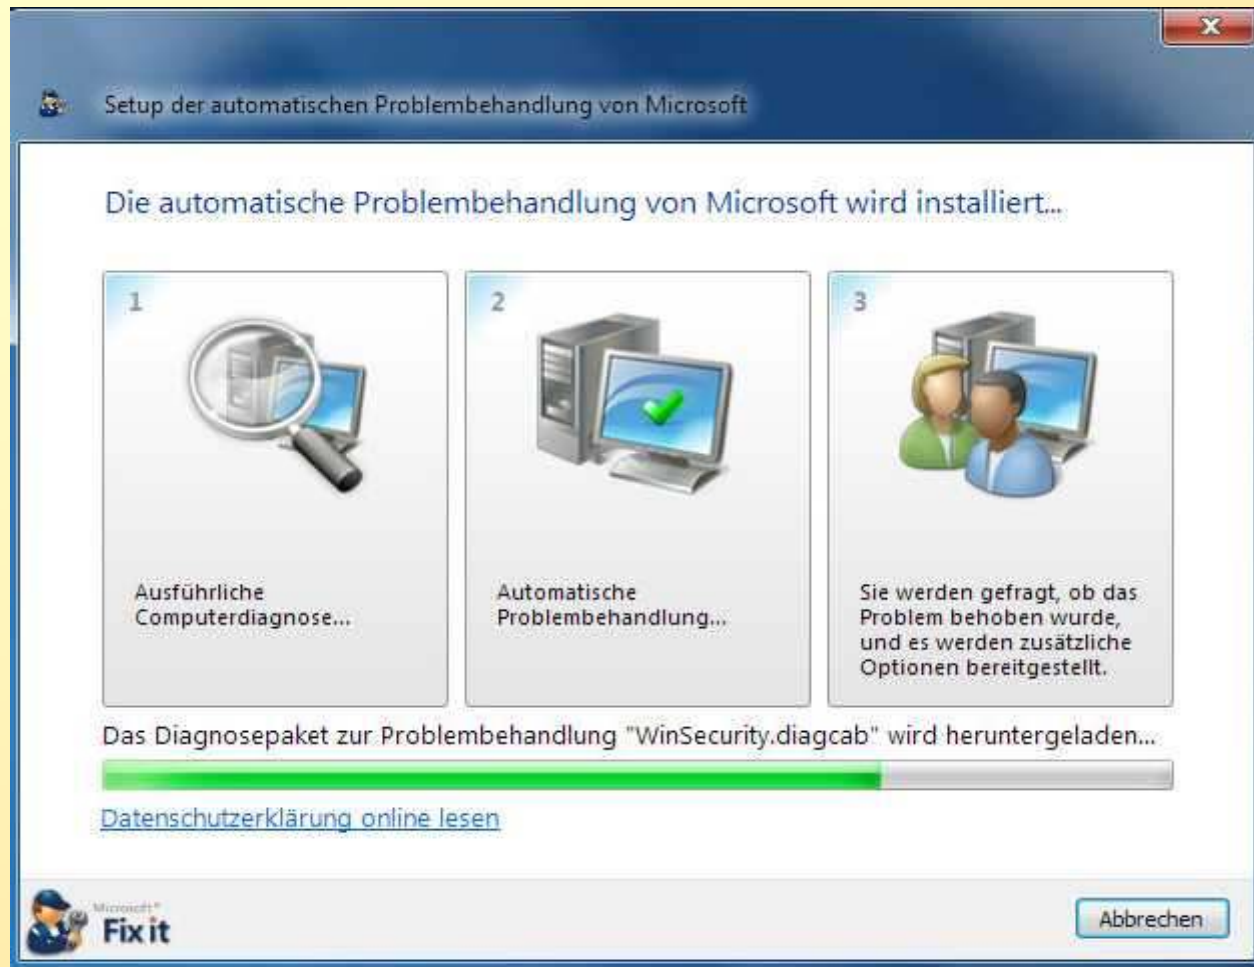 Setup der automatischen Problembehandlung von Microsoft
Die automatische Problembehandlung von Microsoft wird installiert...
1
Ausführliche
Computerdiagnose...
2
Automatische
Problembehandlung...
3
Sie werden gefragt, ob das
Problem behoben wurde,
und es werden zusätzliche
Optionen bereitgestellt.
Das Diagnosepaket zur Problembehandlung "WinSecurity.diagcab" wird heruntergeladen...
Datenschutzerklärung online lesen
Microsoft®
Fix it
Abbrechen